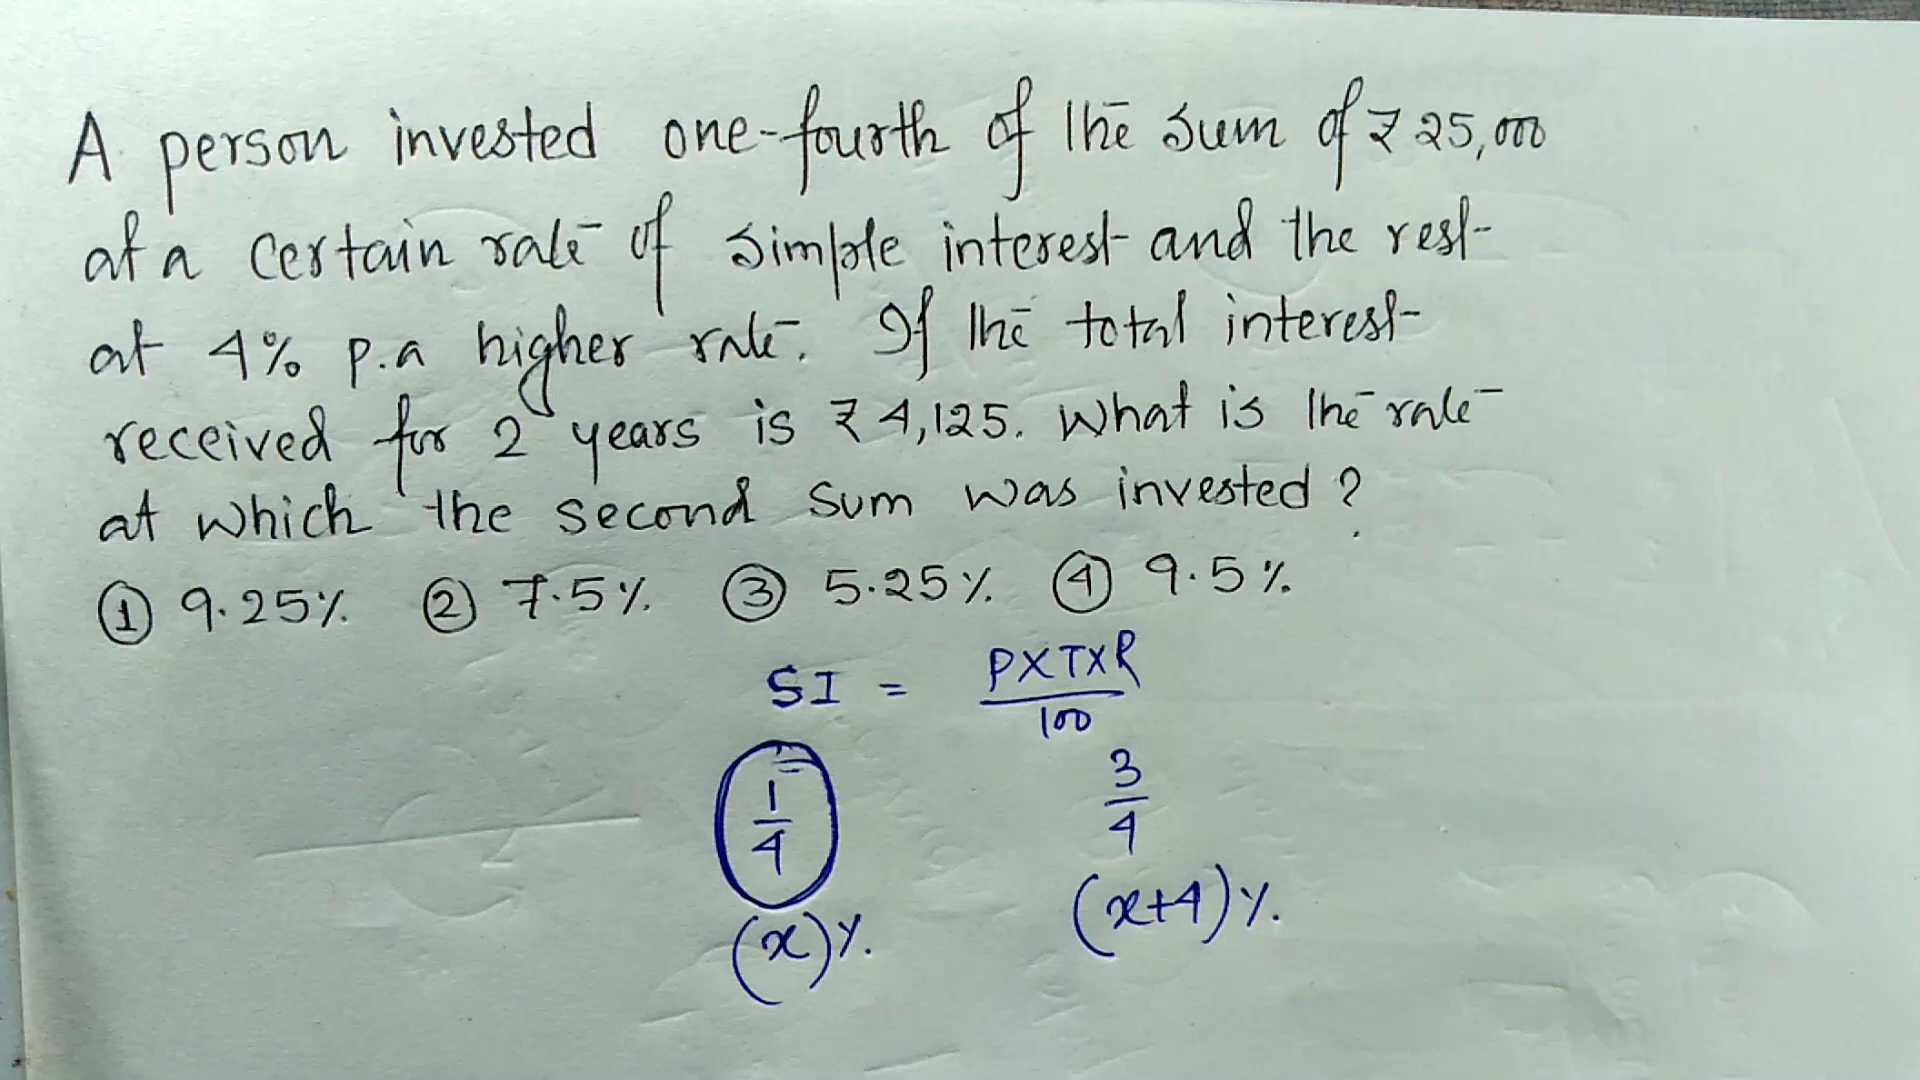 A person invested one-fourth of the sum of ₹ 25,000
at a certain rate of simple interest and the rest
at 4% p.a higher rate. If the total interest
received for 2 years is ₹ 4,125. What is the rate
at which the second sum was invested ?
① 9.25% ② 7.5% ③ 5.25% ④ 9.5%
SI = P×T×R/100
1/4 3/4
(x)% (x+4)%